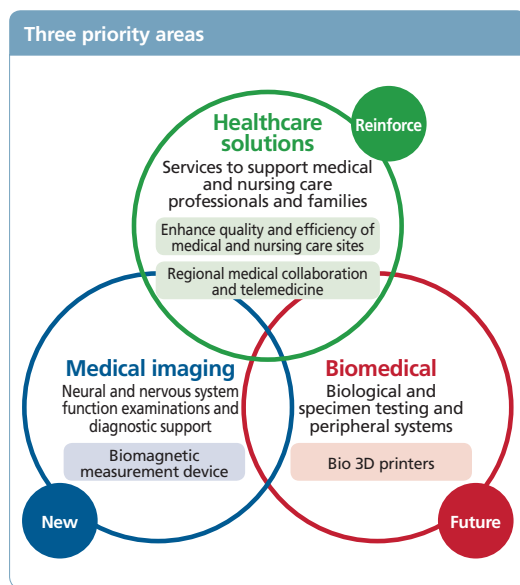 Three priority areas
Reinforce
Healthcare
solutions
Services to support medical
and nursing care
professionals and families
Enhance quality and efficiency of
medical and nursing care sites
Regional medical collaboration
and telemedicine
Medical imaging
Neural and nervous system
function examinations and
diagnostic support
Biomagnetic
measurement device
New
Biomedical
Biological and
specimen testing and
peripheral systems
Bio 3D printers
Future